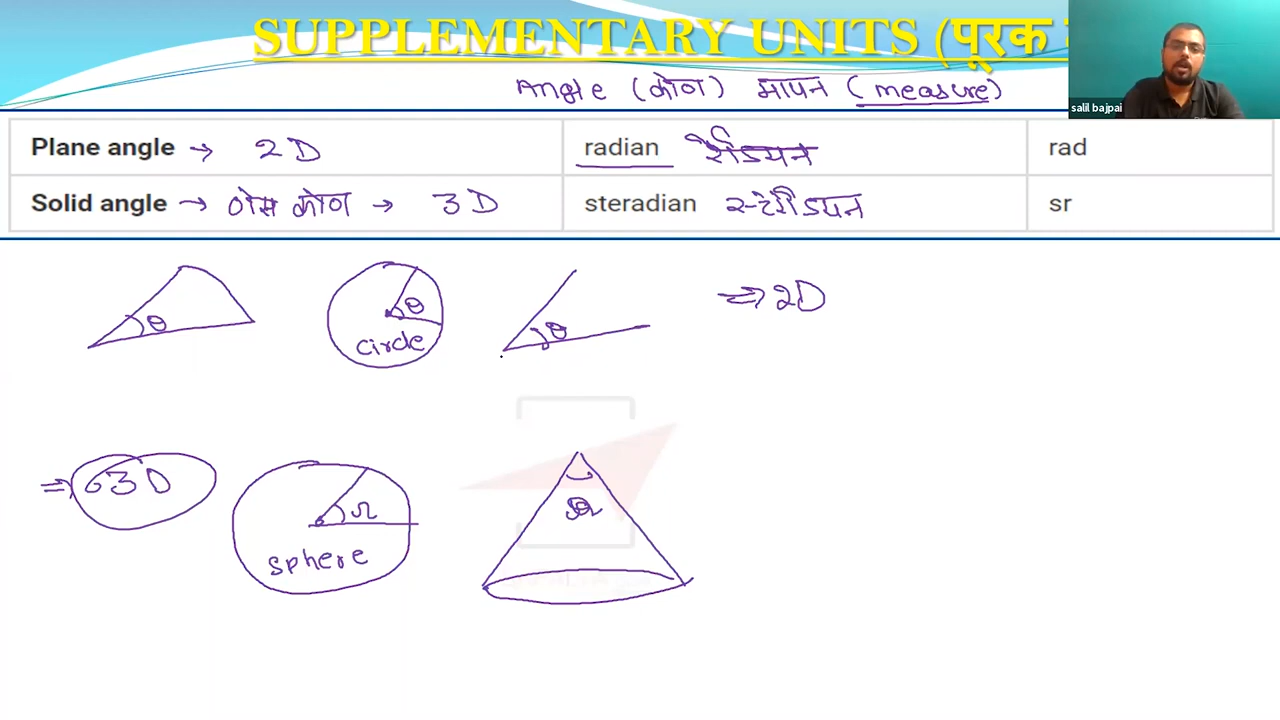 SUPPLEMENTARY UNITS (पूरक
Angle (कोण) मापन (measure)
salil bajpai
Plane angle → 2D radian रेडियन rad
Solid angle → ठोस कोण → 3D steradian स्टेरेडियन sr
θ θ θ ⇒ 2D
circle
⇒ 3D Ω Ω
sphere